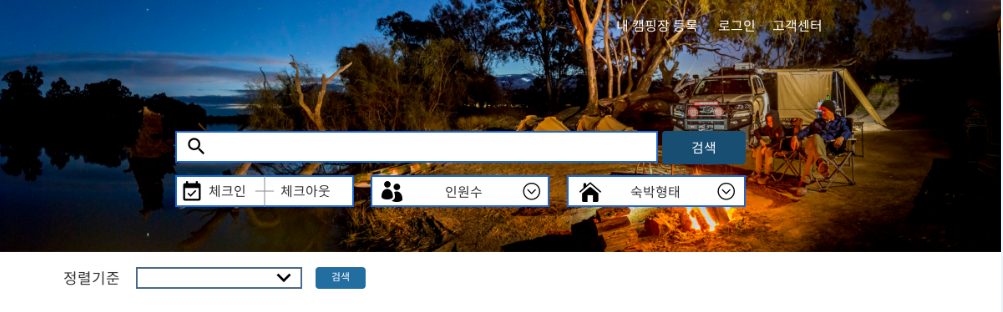 내 캠핑장 등록 로그인 고객센터
검색
체크인 체크아웃 인원수 숙박형태
정렬기준 검색